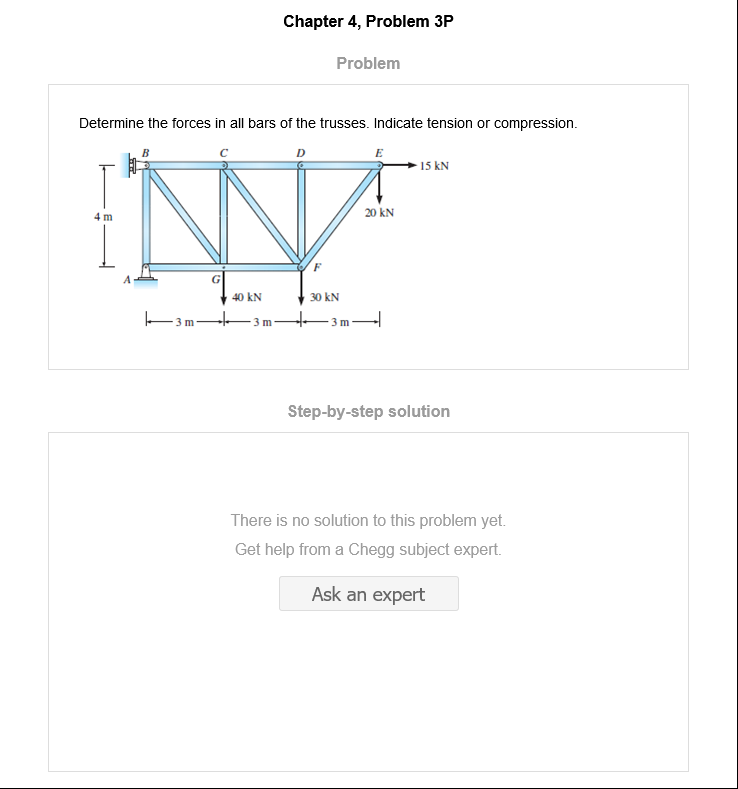 Chapter 4, Problem 3P
Problem
Determine the forces in all bars of the trusses. Indicate tension or compression.
B C D E
15 kN
4 m
20 kN
A G F
40 kN 30 kN
3 m 3 m 3 m
Step-by-step solution
There is no solution to this problem yet.
Get help from a Chegg subject expert.
Ask an expert